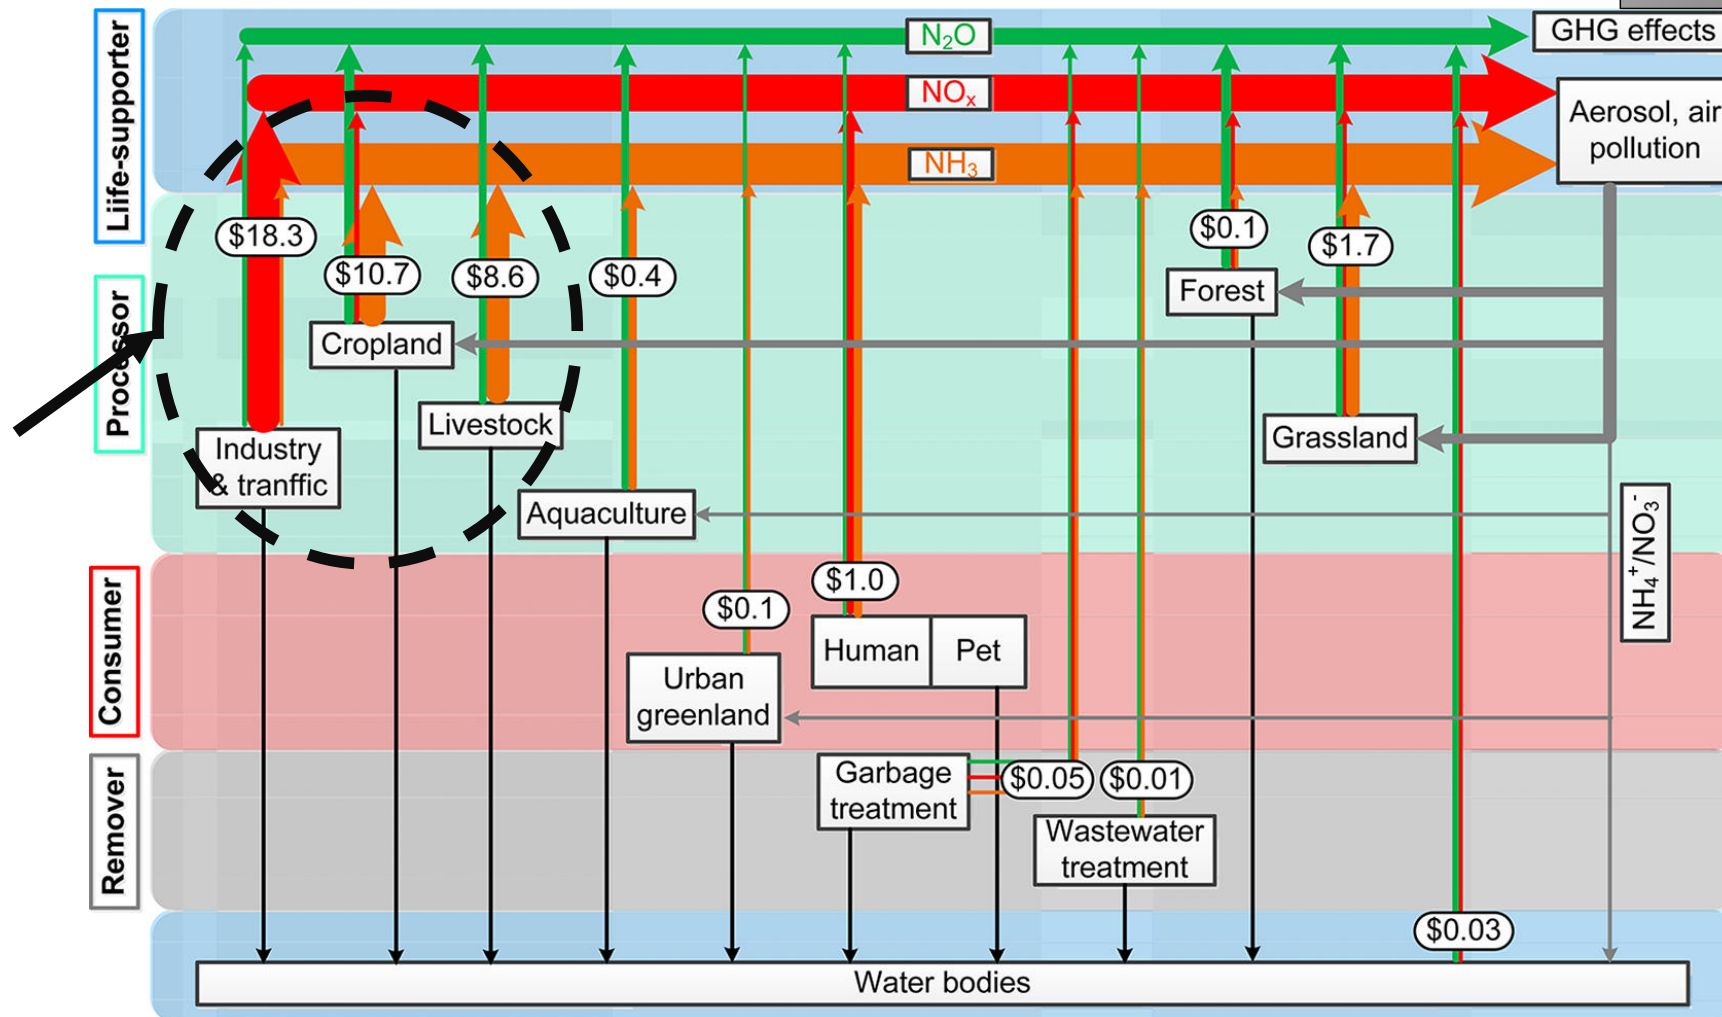 Liife-supporter
Processor
Consumer
Remover
N₂O
GHG effects
NOₓ
Aerosol, air
pollution
NH₃
$18.3
$10.7
$8.6
$0.4
$0.1
$1.7
Forest
Cropland
Livestock
Grassland
Industry
& tranffic
Aquaculture
NH₄⁺/NO₃⁻
$1.0
$0.1
Human
Pet
Urban
greenland
Garbage
treatment
$0.05
$0.01
Wastewater
treatment
$0.03
Water bodies